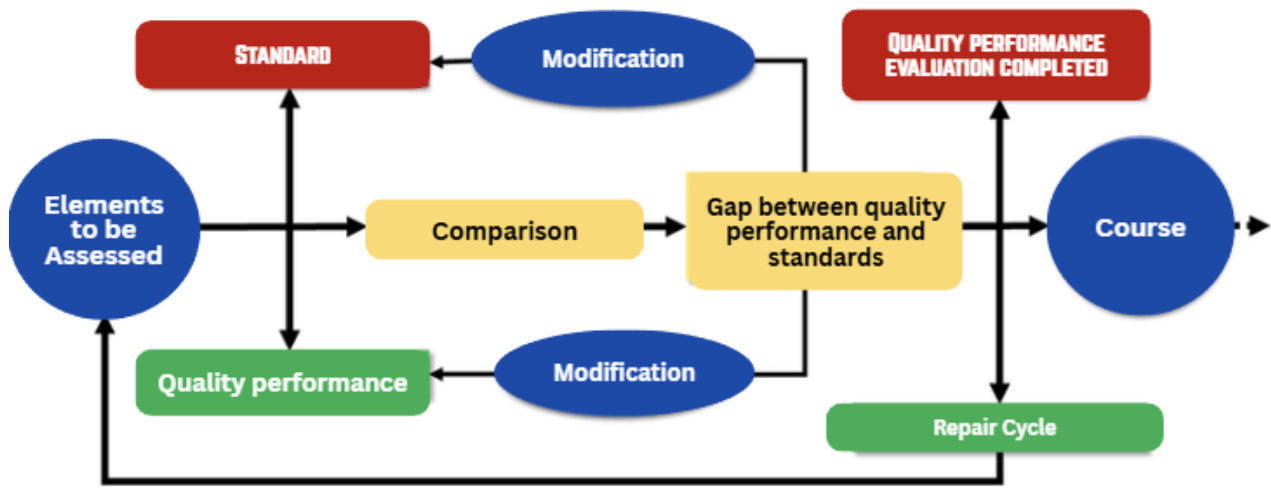 STANDARD
Modification
QUALITY PERFORMANCE
EVALUATION COMPLETED
Elements
to be
Assessed
Comparison
Gap between quality
performance and
standards
Course
Quality performance
Modification
Repair Cycle